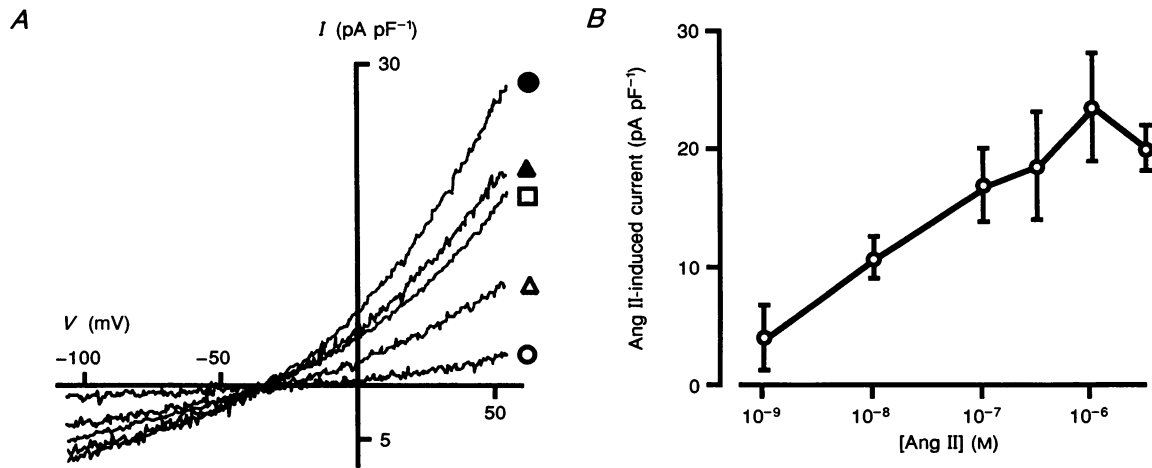 A
I (pA pF⁻¹)
30
V (mV)
−100
−50
50
5
B
Ang II-induced current (pA pF⁻¹)
30
20
10
0
10⁻⁹
10⁻⁸
10⁻⁷
10⁻⁶
[Ang II] (M)